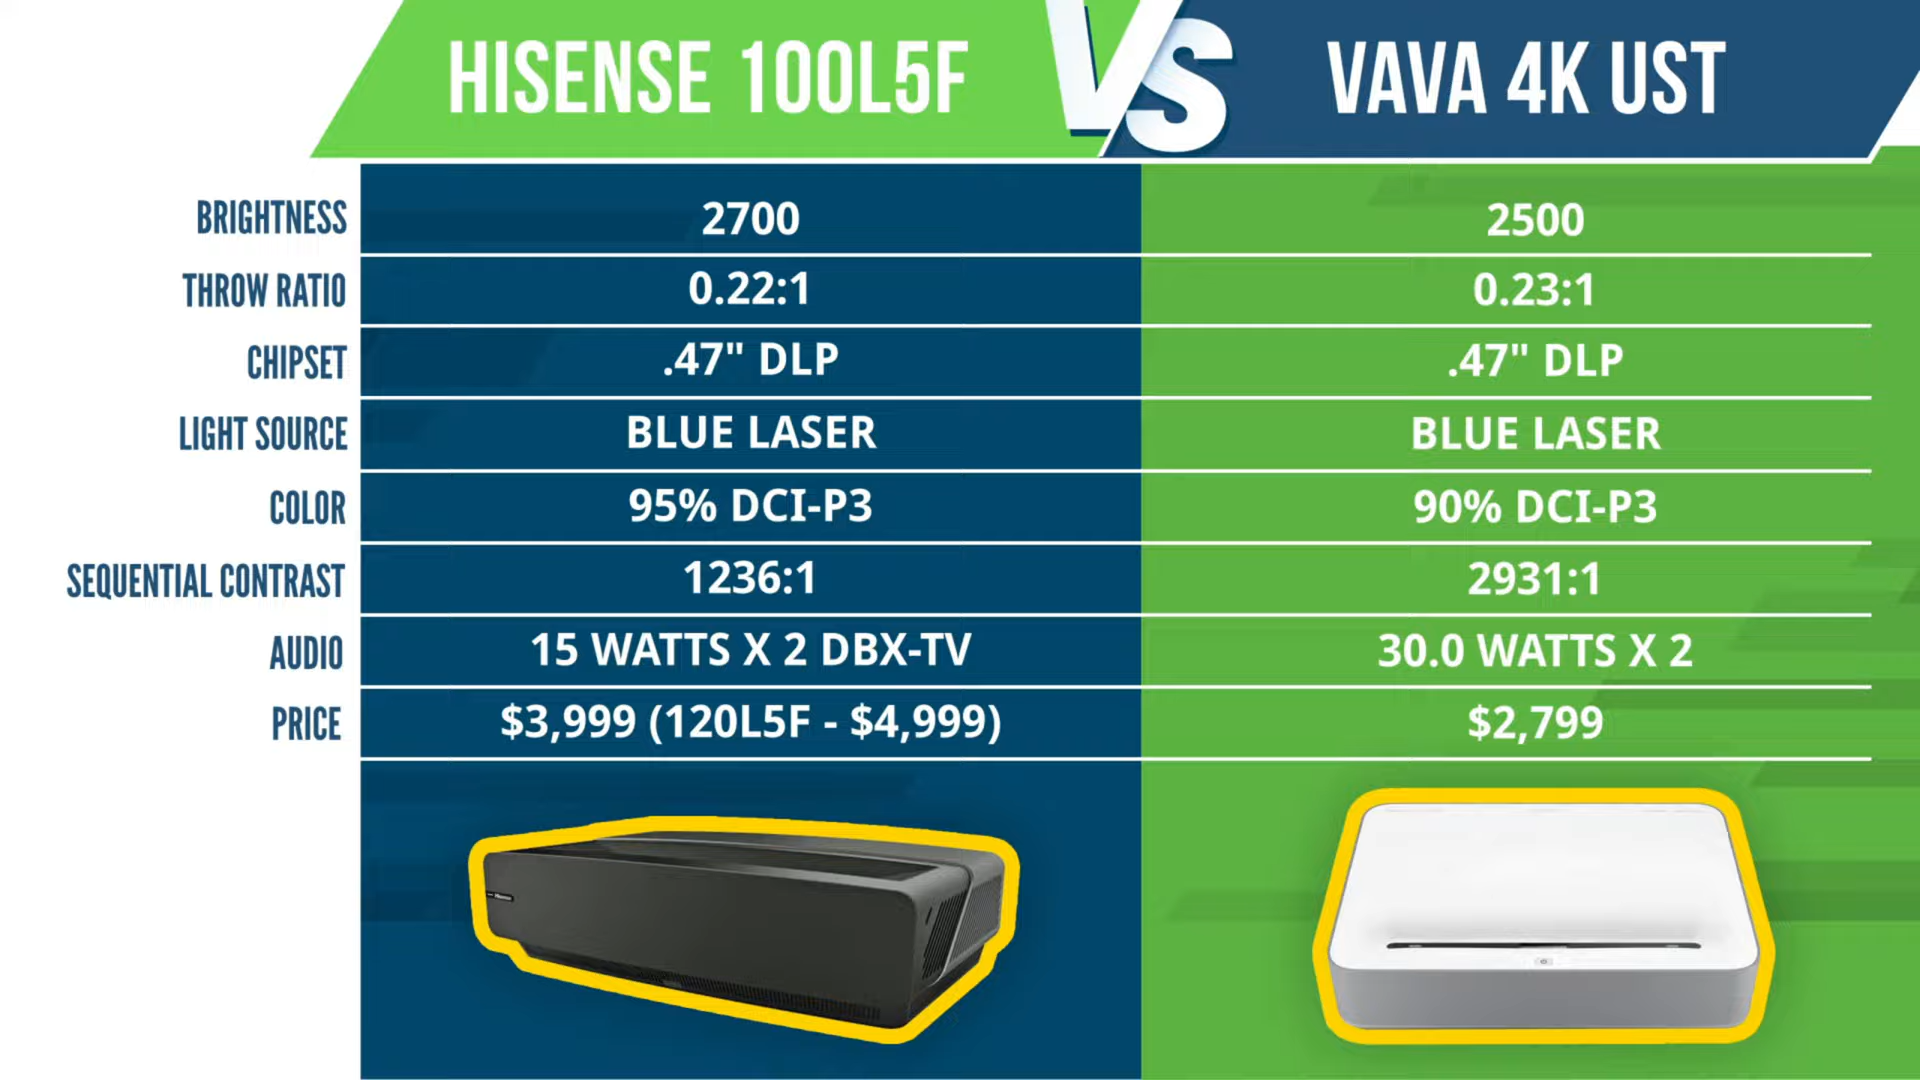 HISENSE 100L5F VS VAVA 4K UST
BRIGHTNESS 2700 2500
THROW RATIO 0.22:1 0.23:1
CHIPSET .47" DLP .47" DLP
LIGHT SOURCE BLUE LASER BLUE LASER
COLOR 95% DCI-P3 90% DCI-P3
SEQUENTIAL CONTRAST 1236:1 2931:1
AUDIO 15 WATTS X 2 DBX-TV 30.0 WATTS X 2
PRICE $3,999 (120L5F - $4,999) $2,799
Hisense